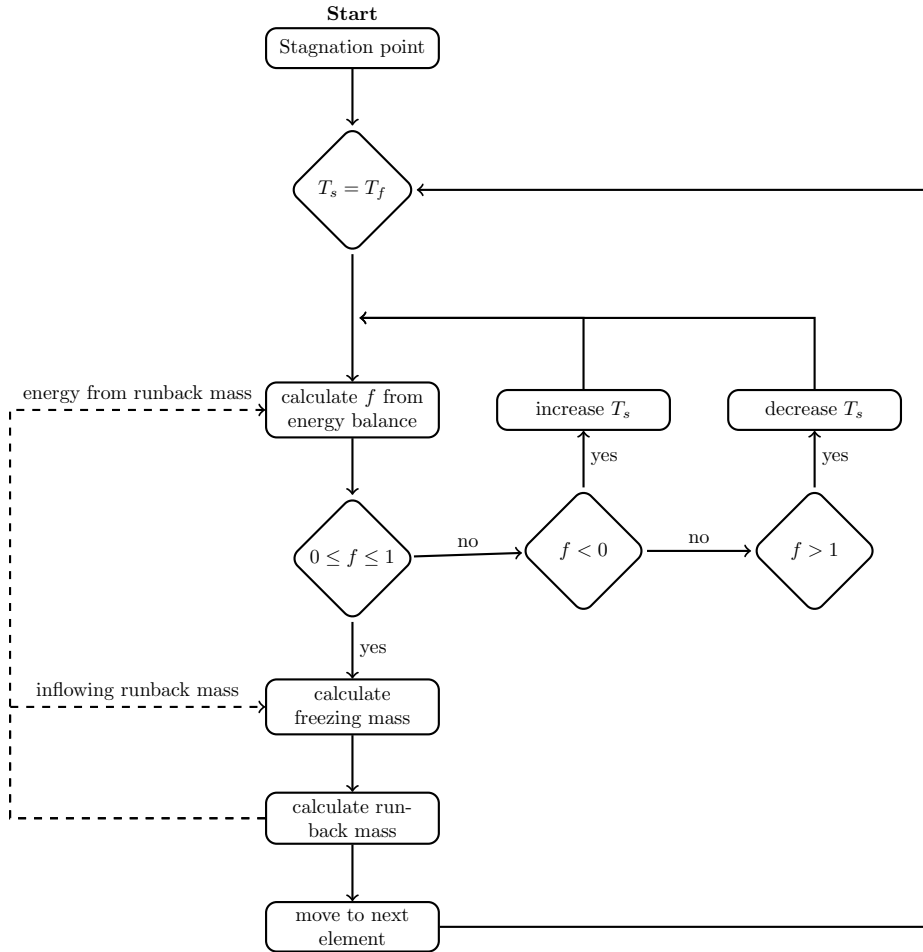 Start
Stagnation point
T_s = T_f
energy from runback mass
calculate f from
energy balance
increase T_s
decrease T_s
yes
yes
0 ≤ f ≤ 1
no
f < 0
no
f > 1
yes
inflowing runback mass
calculate
freezing mass
calculate run-
back mass
move to next
element